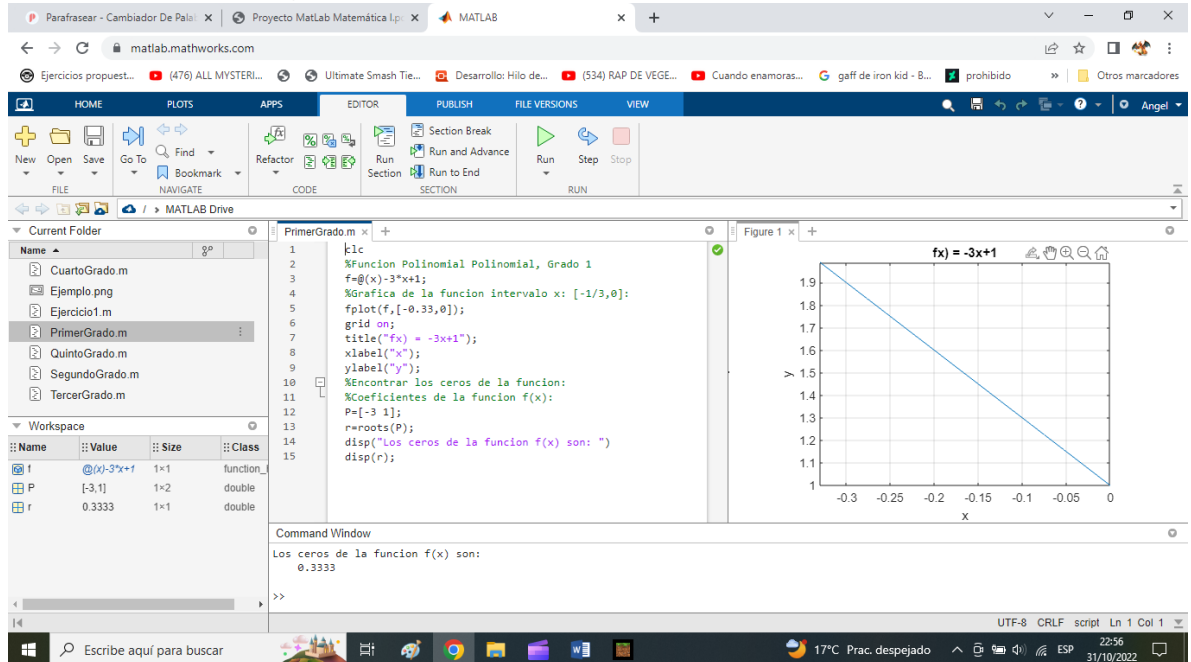 Parafrasear - Cambiador De Pala
Proyecto MatLab Matemática I.p
MATLAB
matlab.mathworks.com
Ejercicios propuest...
(476) ALL MYSTERI...
Ultimate Smash Tie...
Desarrollo: Hilo de...
(534) RAP DE VEGE...
Cuando enamoras...
gaff de iron kid - B...
prohibido
»
Otros marcadores
HOME PLOTS APPS EDITOR PUBLISH FILE VERSIONS VIEW
Angel
New Open Save
FILE
Go To
Find
Bookmark
NAVIGATE
Refactor
CODE
Run Section
Section Break
Run and Advance
Run to End
SECTION
Run Step Stop
RUN
/ > MATLAB Drive
Current Folder
Name
CuartoGrado.m
Ejemplo.png
Ejercicio1.m
PrimerGrado.m
QuintoGrado.m
SegundoGrado.m
TercerGrado.m
Workspace
Name Value Size Class
f @(x)-3*x+1 1×1 function_
P [-3,1] 1×2 double
r 0.3333 1×1 double
PrimerGrado.m
1 clc
2 %Funcion Polinomial Polinomial, Grado 1
3 f=@(x)-3*x+1;
4 %Grafica de la funcion intervalo x: [-1/3,0]:
5 fplot(f,[-0.33,0]);
6 grid on;
7 title("fx) = -3x+1");
8 xlabel("x");
9 ylabel("y");
10 %Encontrar los ceros de la funcion:
11 %Coeficientes de la funcion f(x):
12 P=[-3 1];
13 r=roots(P);
14 disp("Los ceros de la funcion f(x) son: ")
15 disp(r);
Figure 1
fx) = -3x+1
1.9
1.8
1.7
1.6
1.5
1.4
1.3
1.2
1.1
1
y
-0.3 -0.25 -0.2 -0.15 -0.1 -0.05 0
x
Command Window
Los ceros de la funcion f(x) son:
0.3333
>>
UTF-8 CRLF script Ln 1 Col 1
Escribe aquí para buscar
17°C Prac. despejado
ESP
22:56
31/10/2022